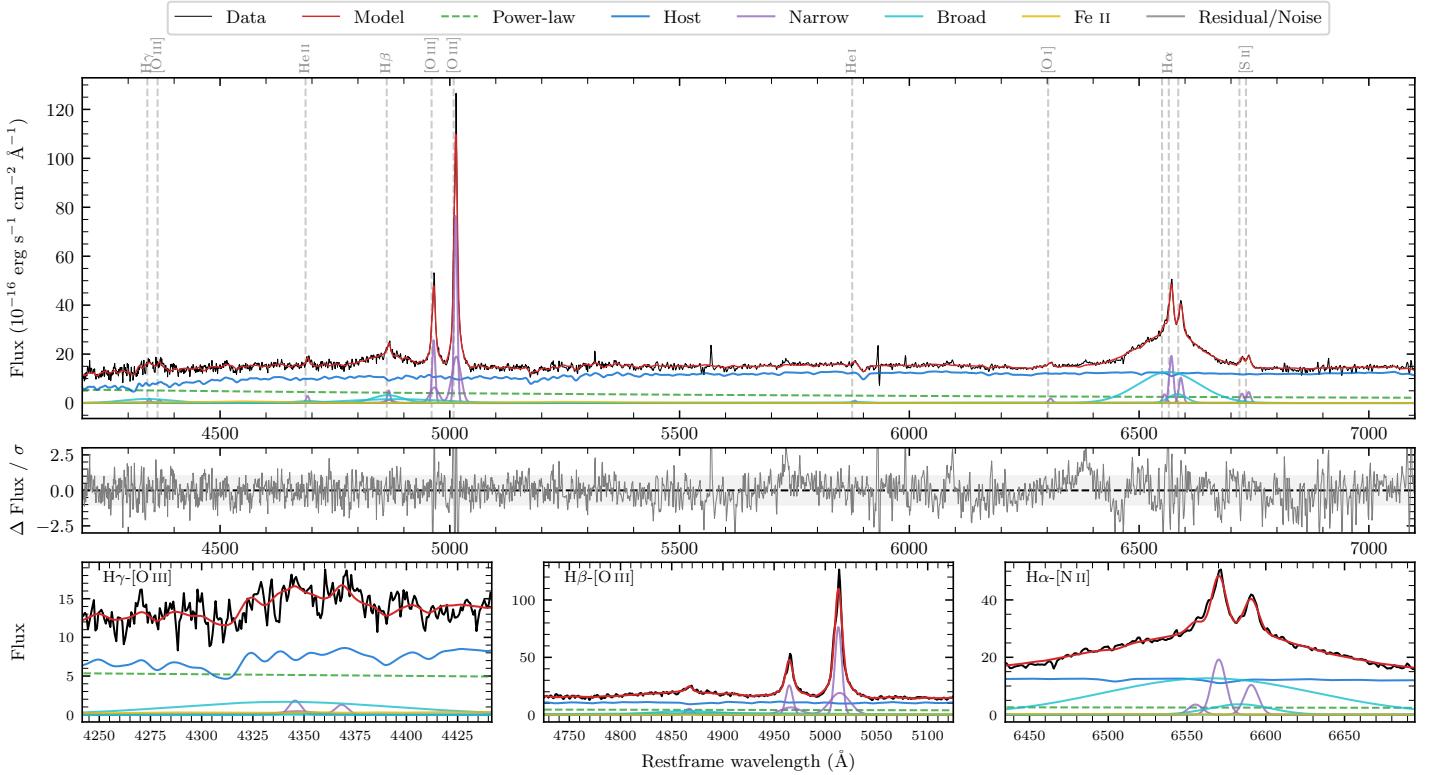 Data Model Power-law Host Narrow Broad Fe II Residual/Noise
Hγ [O III] He II Hβ [O III] [O III] He I [O I] Hα [S II]
Flux (10⁻¹⁶ erg s⁻¹ cm⁻² Å⁻¹)
120
100
80
60
40
20
0
4500 5000 5500 6000 6500 7000
Δ Flux / σ
2.5
0.0
−2.5
4500 5000 5500 6000 6500 7000
Flux
Hγ-[O III]
15
10
5
0
4250 4275 4300 4325 4350 4375 4400 4425
Hβ-[O III]
100
50
0
4750 4800 4850 4900 4950 5000 5050 5100
Hα-[N II]
40
20
0
6450 6500 6550 6600 6650
Restframe wavelength (Å)